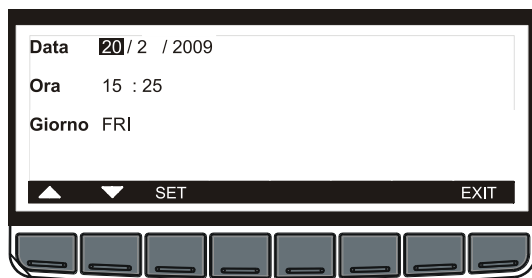 Data 20 / 2 / 2009
Ora 15 : 25
Giorno FRI
SET EXIT